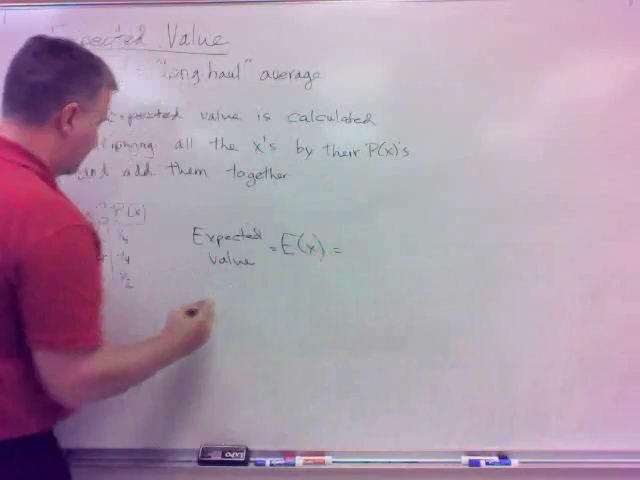 Expected Value
"long haul" average
Expected value is calculated
all the x's by their P(x)'s
and add them together
P(x)
1/4
1/4
1/2
Expected
value = E(x) =
EXPO